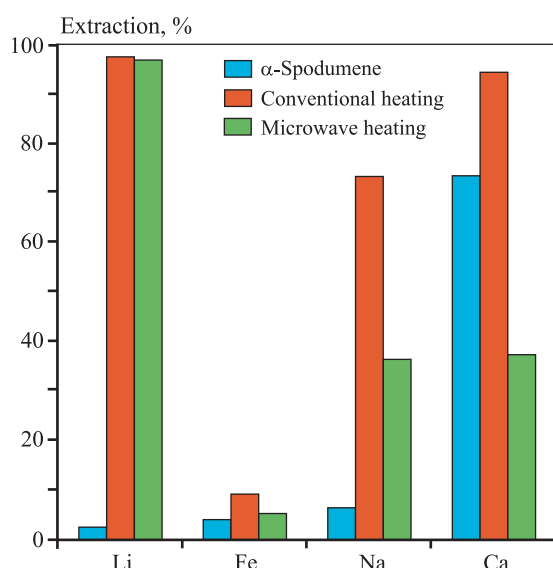 Extraction, %
100
80
60
40
20
0
α-Spodumene
Conventional heating
Microwave heating
Li
Fe
Na
Ca